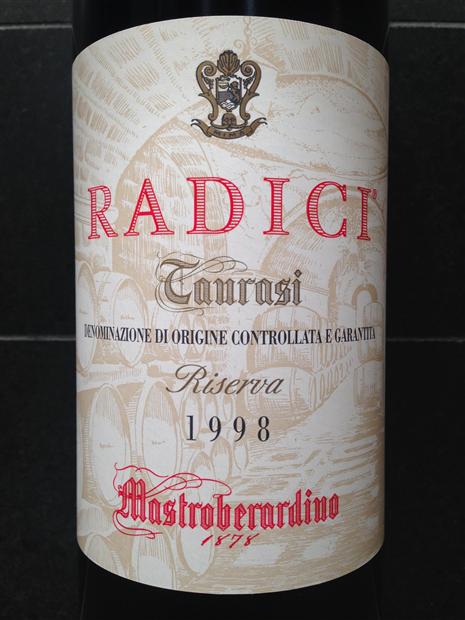 RADICI
Taurasi
DENOMINAZIONE DI ORIGINE CONTROLLATA E GARANTITA
Riserva
1998
Mastroberardino
1878